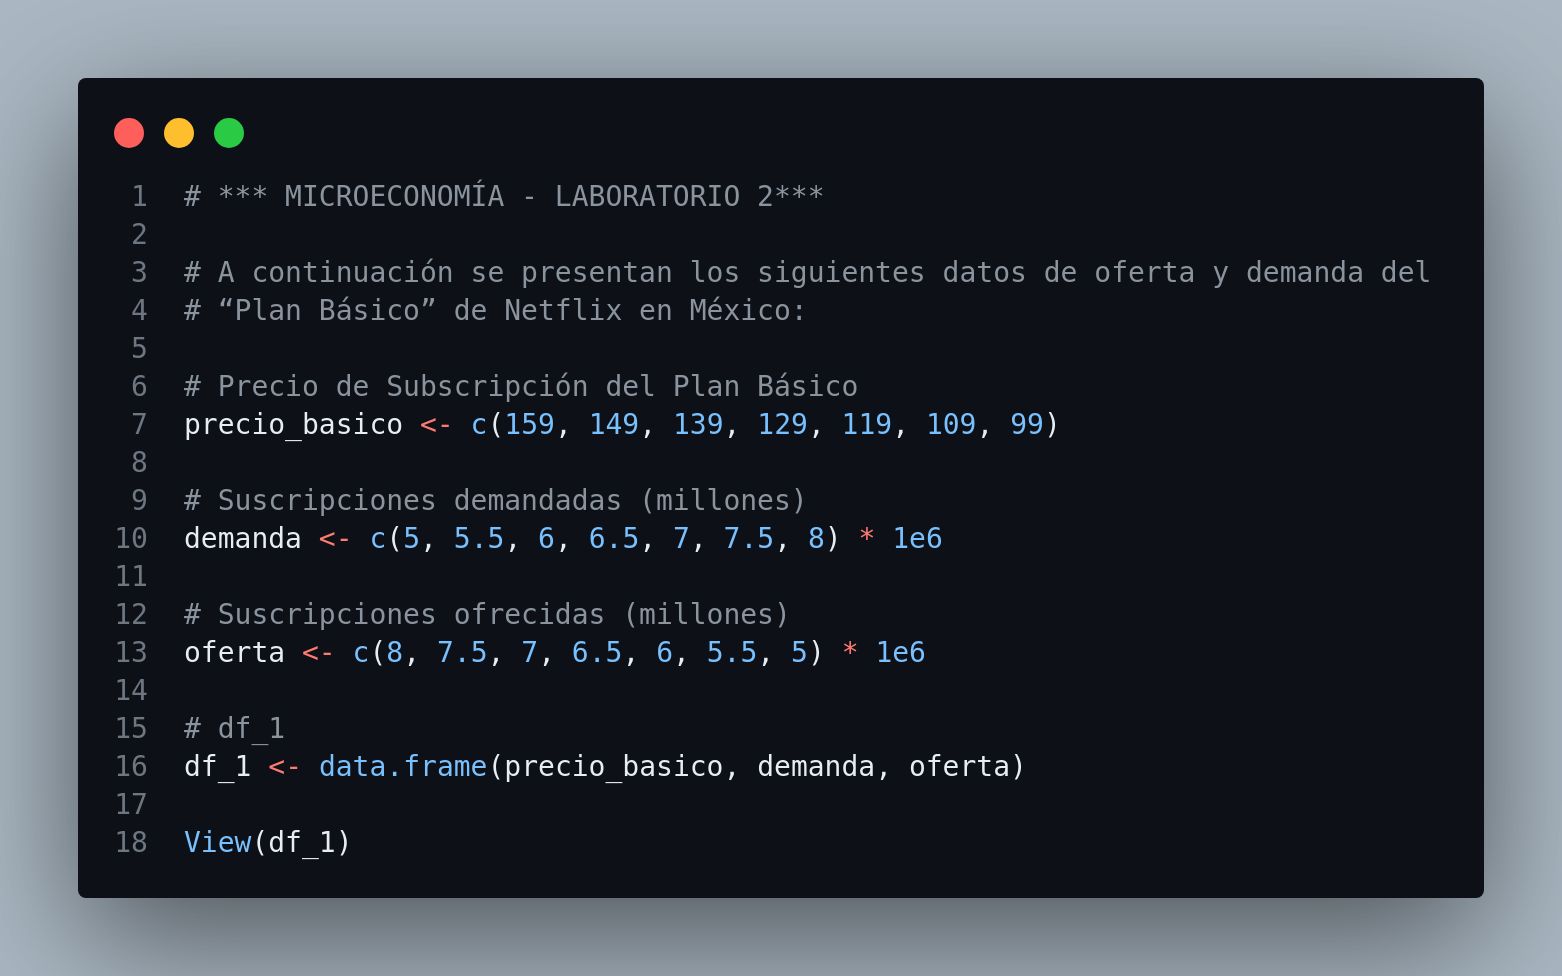 1 # *** MICROECONOMÍA - LABORATORIO 2***
2
3 # A continuación se presentan los siguientes datos de oferta y demanda del
4 # “Plan Básico” de Netflix en México:
5
6 # Precio de Subscripción del Plan Básico
7 precio_basico <- c(159, 149, 139, 129, 119, 109, 99)
8
9 # Suscripciones demandadas (millones)
10 demanda <- c(5, 5.5, 6, 6.5, 7, 7.5, 8) * 1e6
11
12 # Suscripciones ofrecidas (millones)
13 oferta <- c(8, 7.5, 7, 6.5, 6, 5.5, 5) * 1e6
14
15 # df_1
16 df_1 <- data.frame(precio_basico, demanda, oferta)
17
18 View(df_1)